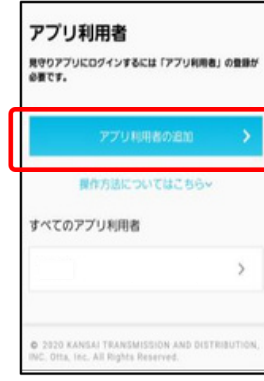 アプリ利用者
見守りアプリにログインするには「アプリ利用者」の登録が
必要です。
アプリ利用者の追加
操作方法についてはこちら
すべてのアプリ利用者
© 2020 KANSAI TRANSMISSION AND DISTRIBUTION,
INC, Otta, Inc. All Rights Reserved.